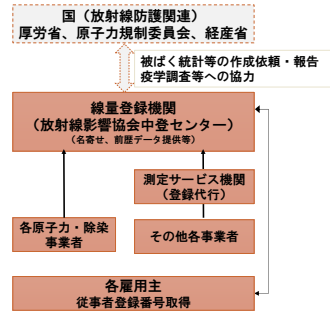 国（放射線防護関連）
厚労省、原子力規制委員会、経産省
被ばく統計等の作成依頼・報告
疫学調査等への協力
線量登録機関
（放射線影響協会中登センター）
（名寄せ、前歴データ提供等）
測定サービス機関
（登録代行）
各原子力・除染
事業者
その他各事業者
各雇用主
従事者登録番号取得